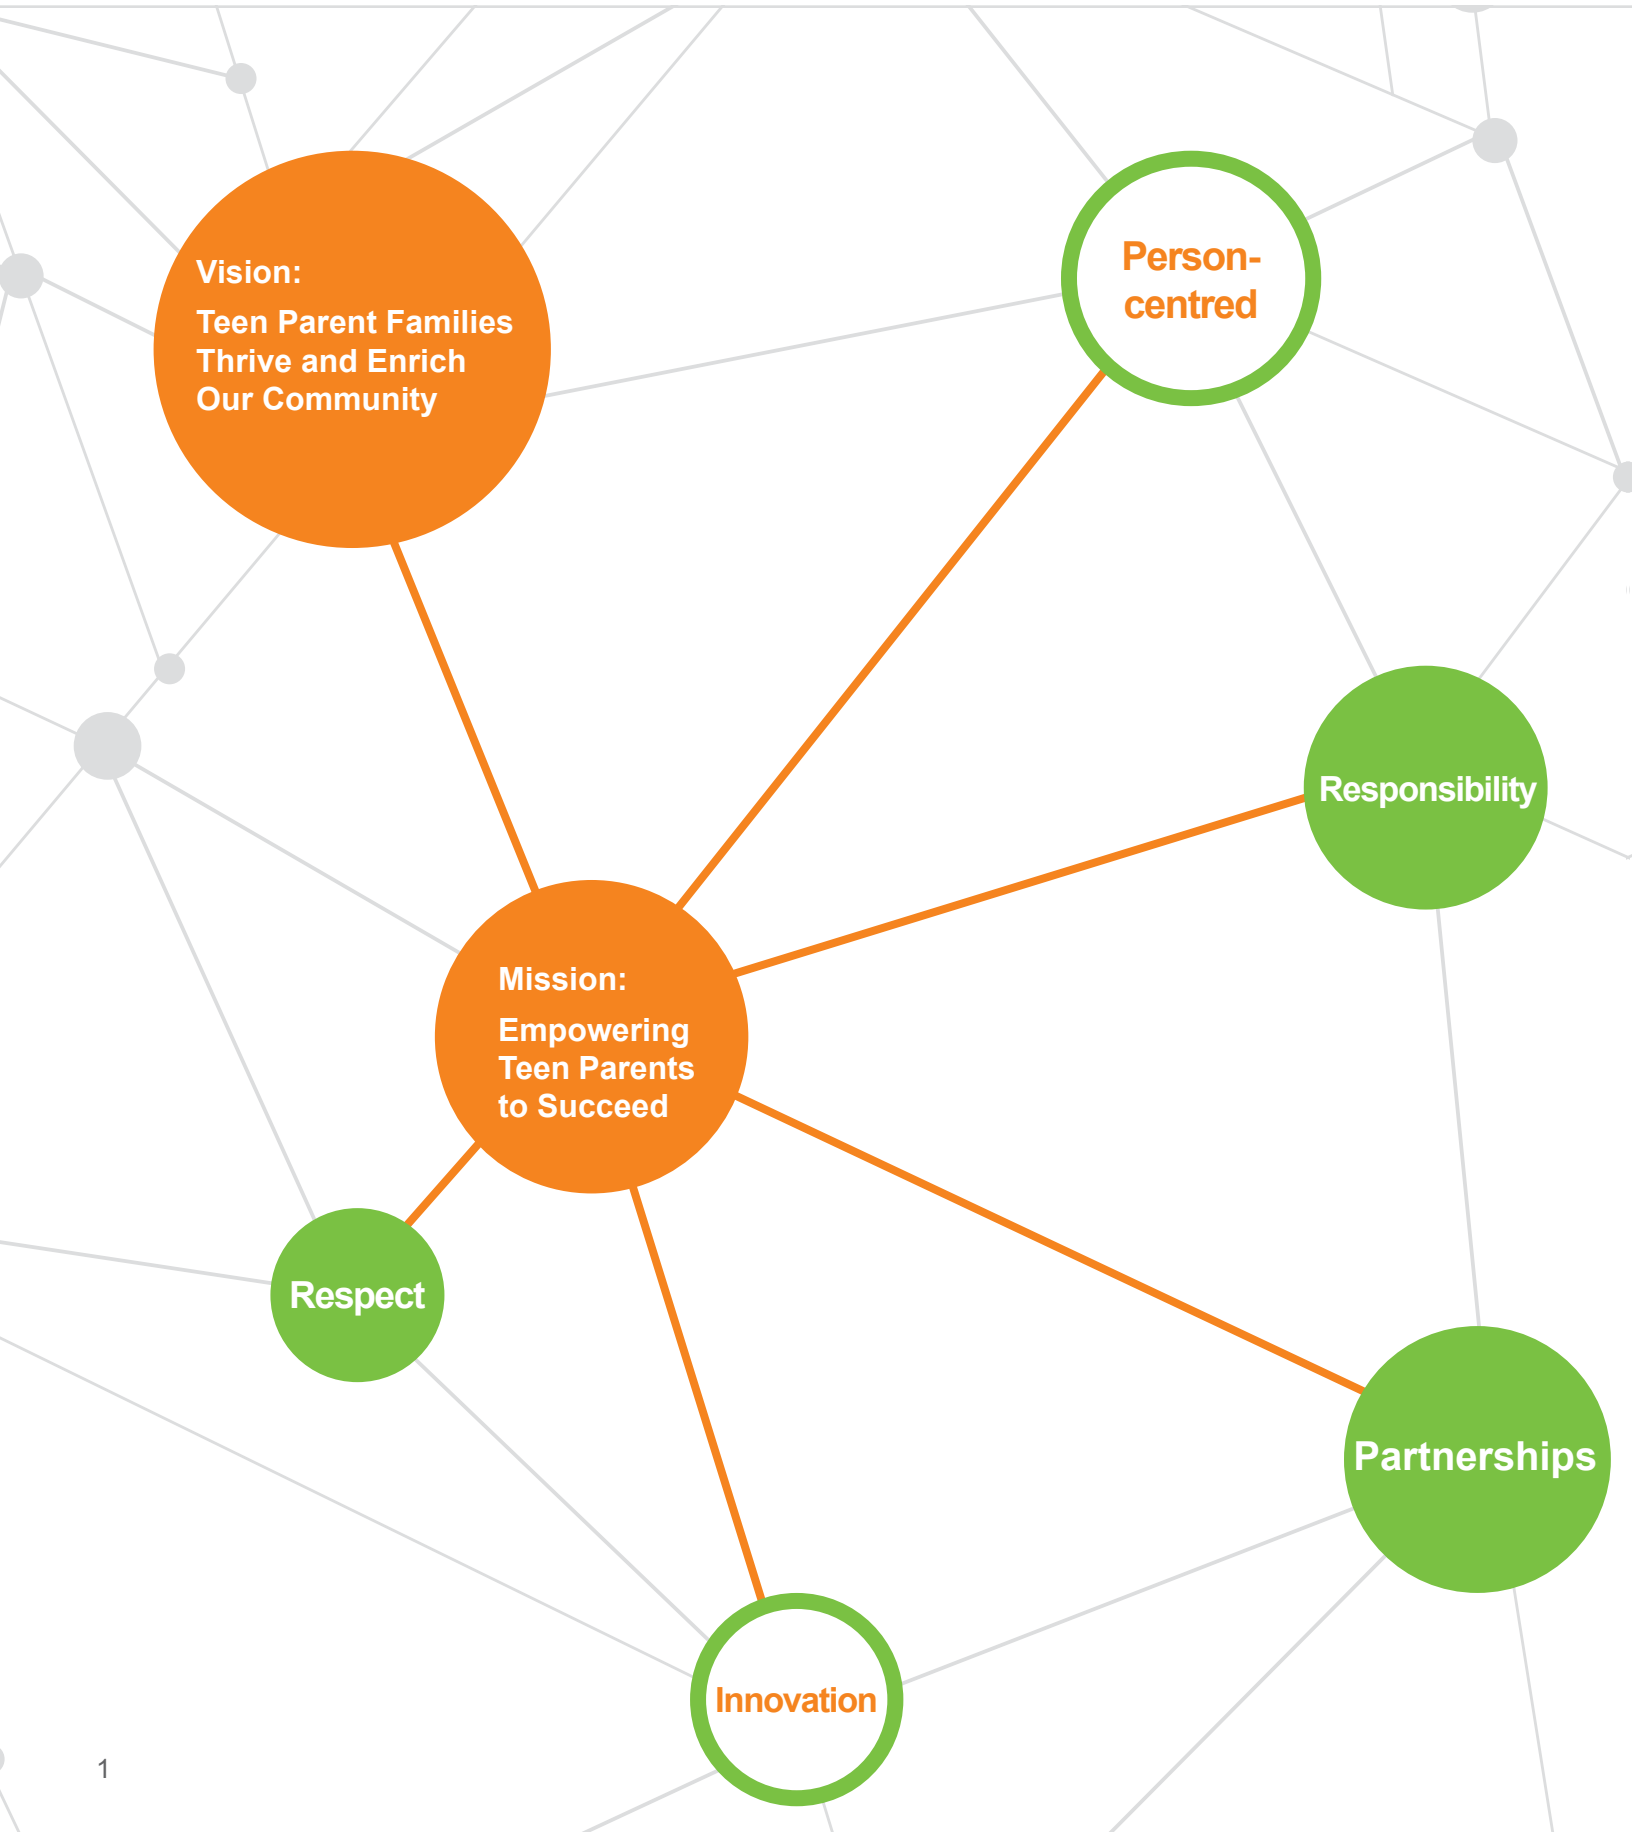 Vision:
Teen Parent Families
Thrive and Enrich
Our Community
Person-
centred
Responsibility
Mission:
Empowering
Teen Parents
to Succeed
Respect
Partnerships
Innovation
1